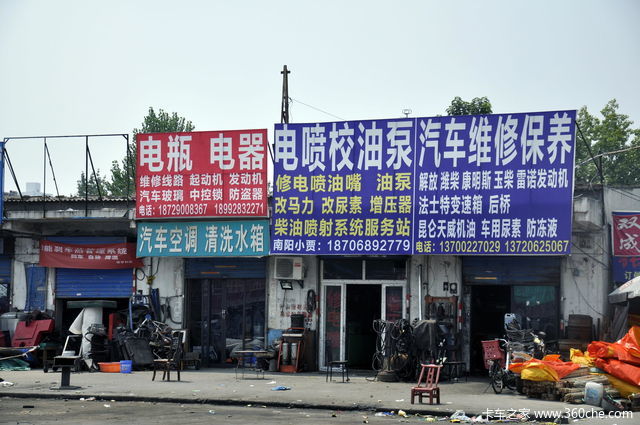 电瓶 电器
维修线路 起动机 发动机
汽车玻璃 中控锁 防盗器
电话：18729008367 18992832271
汽车空调 清洗水箱
电喷校油泵
修电喷油嘴 油泵
改马力 改尿素 增压器
柴油喷射系统服务站
南阳小贾：18706892779
汽车维修保养
解放 潍柴 康明斯 玉柴 雷诺发动机
法士特变速箱 后桥
昆仑天威机油 车用尿素 防冻液
电话：13700227029 13720625067
卡车之家 www.360che.com